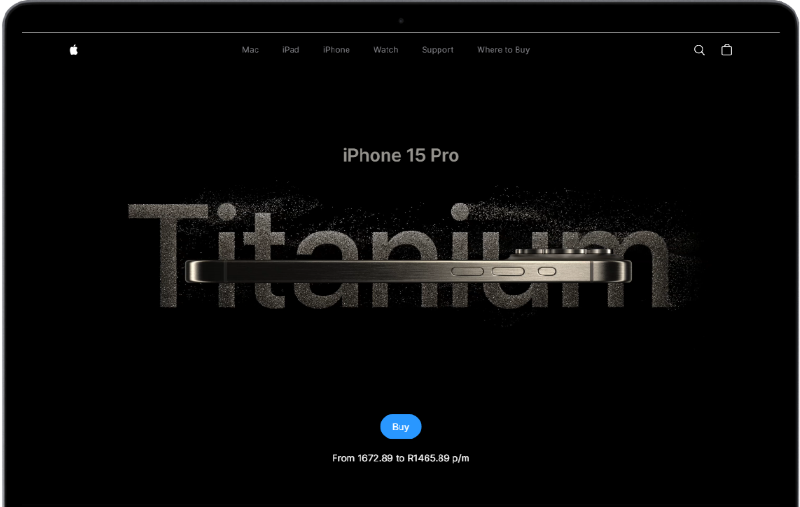 Mac iPad iPhone Watch Support Where to Buy
iPhone 15 Pro
Titanium
Buy
From 1672.89 to R1465.89 p/m